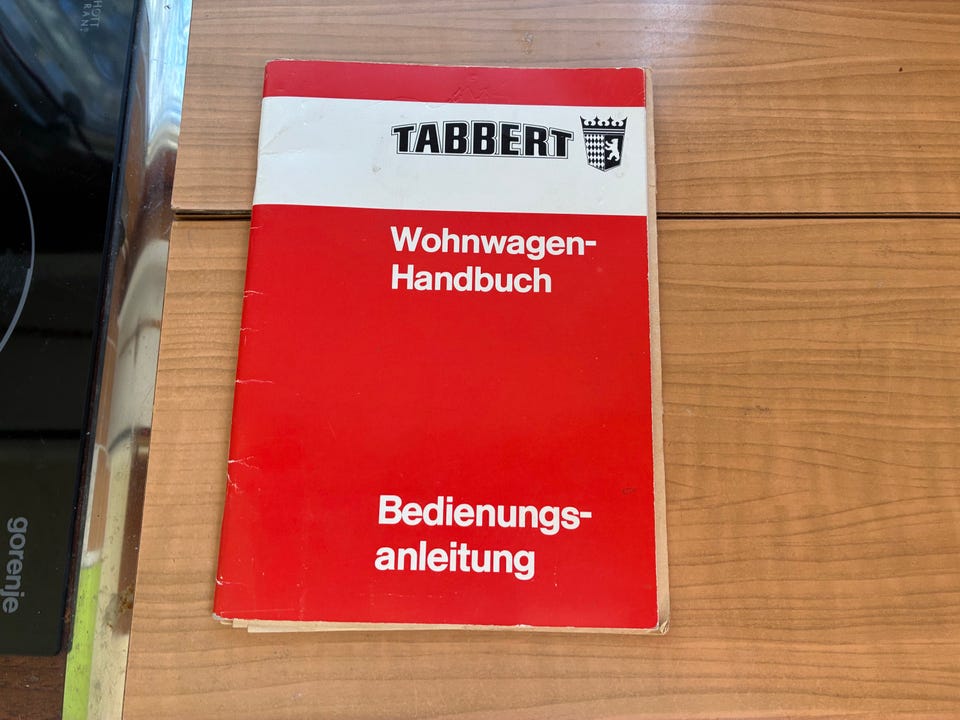 TABBERT
Wohnwagen-
Handbuch
Bedienungs-
anleitung
gorenje